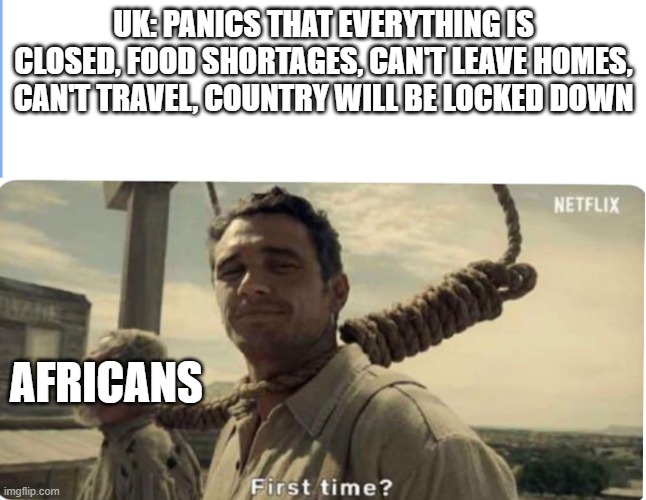 UK: PANICS THAT EVERYTHING IS
CLOSED, FOOD SHORTAGES, CAN'T LEAVE HOMES,
CAN'T TRAVEL, COUNTRY WILL BE LOCKED DOWN
NETFLIX
AFRICANS
First time?
imgflip.com